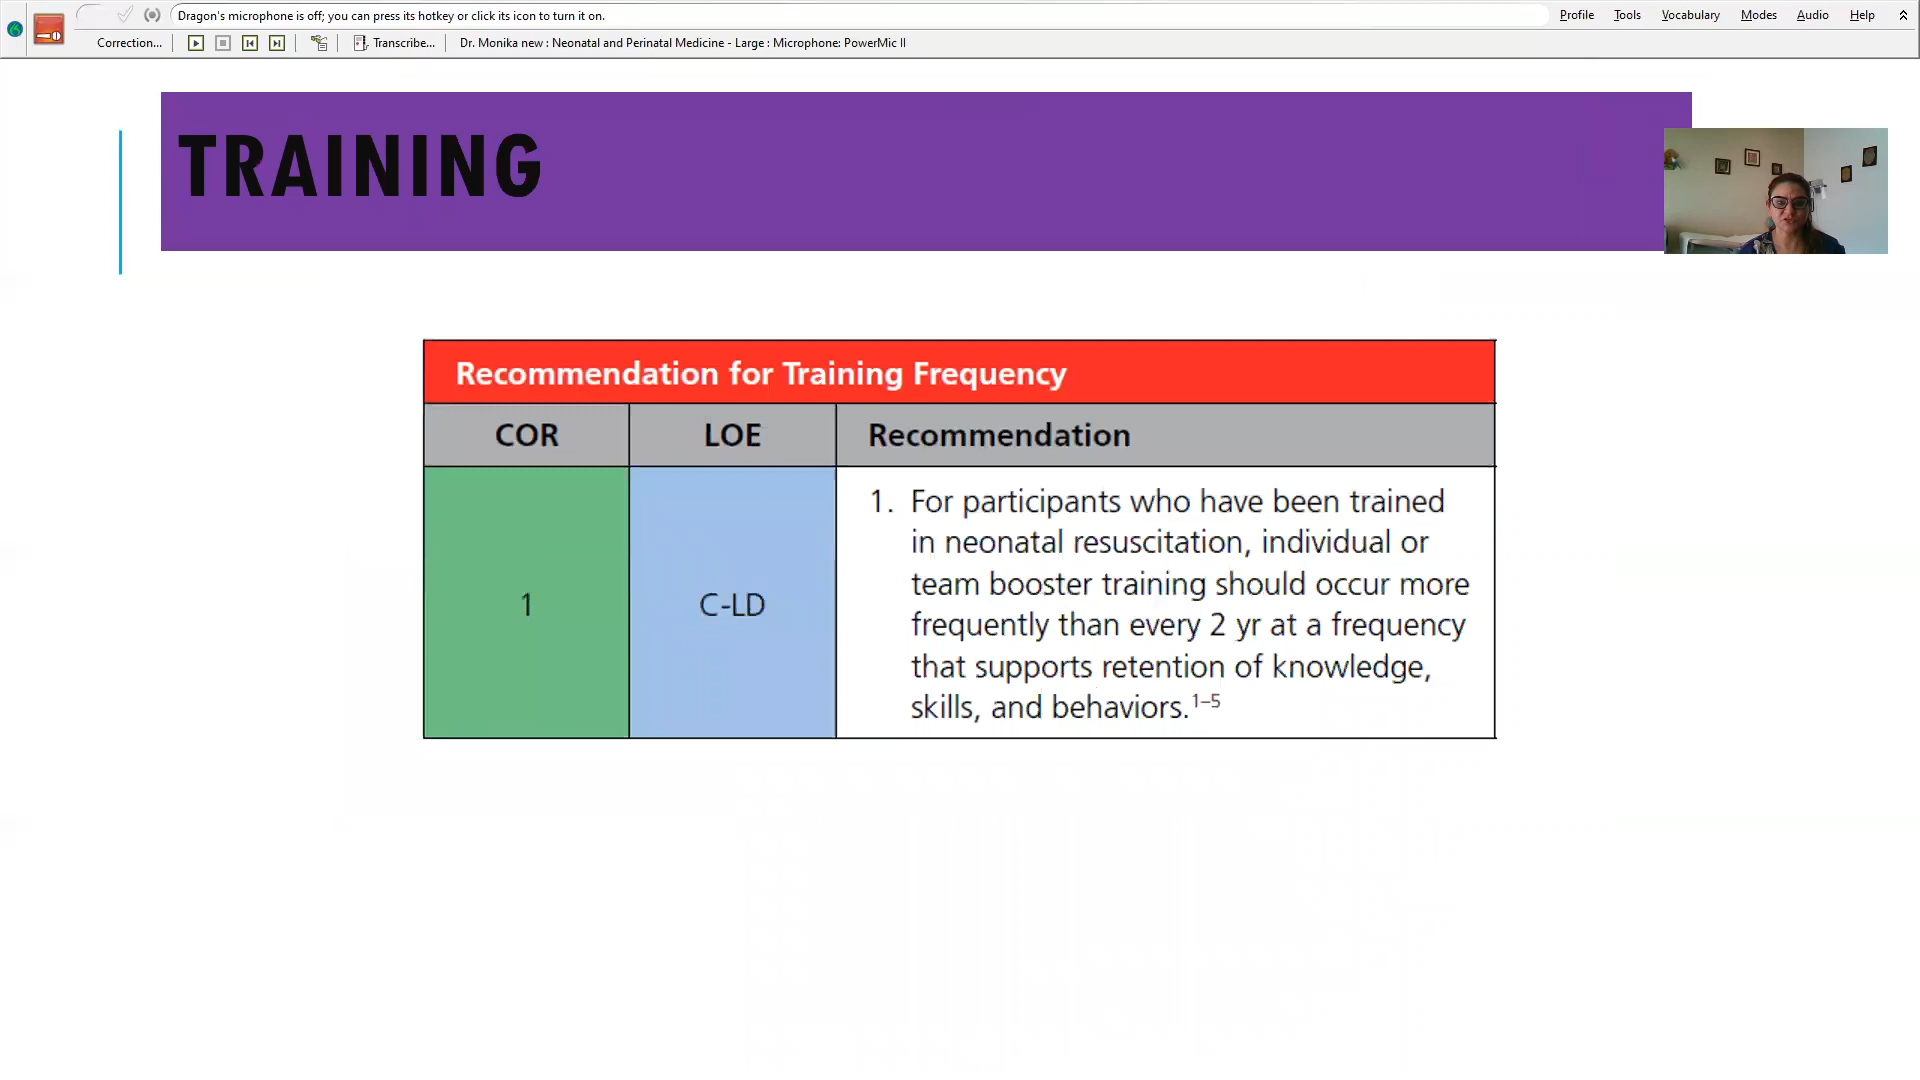 Dragon's microphone is off; you can press its hotkey or click its icon to turn it on.
Profile Tools Vocabulary Modes Audio Help
Correction... Transcribe... Dr. Monika new : Neonatal and Perinatal Medicine - Large : Microphone: PowerMic II
TRAINING
Recommendation for Training Frequency
COR LOE Recommendation
1 C-LD
1. For participants who have been trained
in neonatal resuscitation, individual or
team booster training should occur more
frequently than every 2 yr at a frequency
that supports retention of knowledge,
skills, and behaviors.1–5